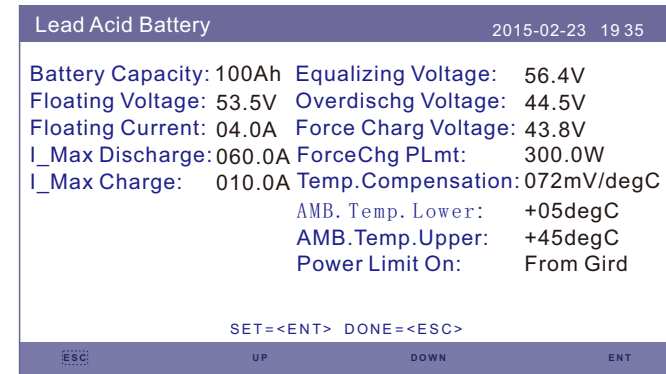 Lead Acid Battery 2015-02-23 19 35
Battery Capacity: 100Ah Equalizing Voltage: 56.4V
Floating Voltage: 53.5V Overdischg Voltage: 44.5V
Floating Current: 04.0A Force Charg Voltage: 43.8V
I_Max Discharge: 060.0A ForceChg PLmt: 300.0W
I_Max Charge: 010.0A Temp.Compensation: 072mV/degC
AMB. Temp. Lower: +05degC
AMB.Temp.Upper: +45degC
Power Limit On: From Gird
SET=<ENT> DONE=<ESC>
ESC UP DOWN ENT